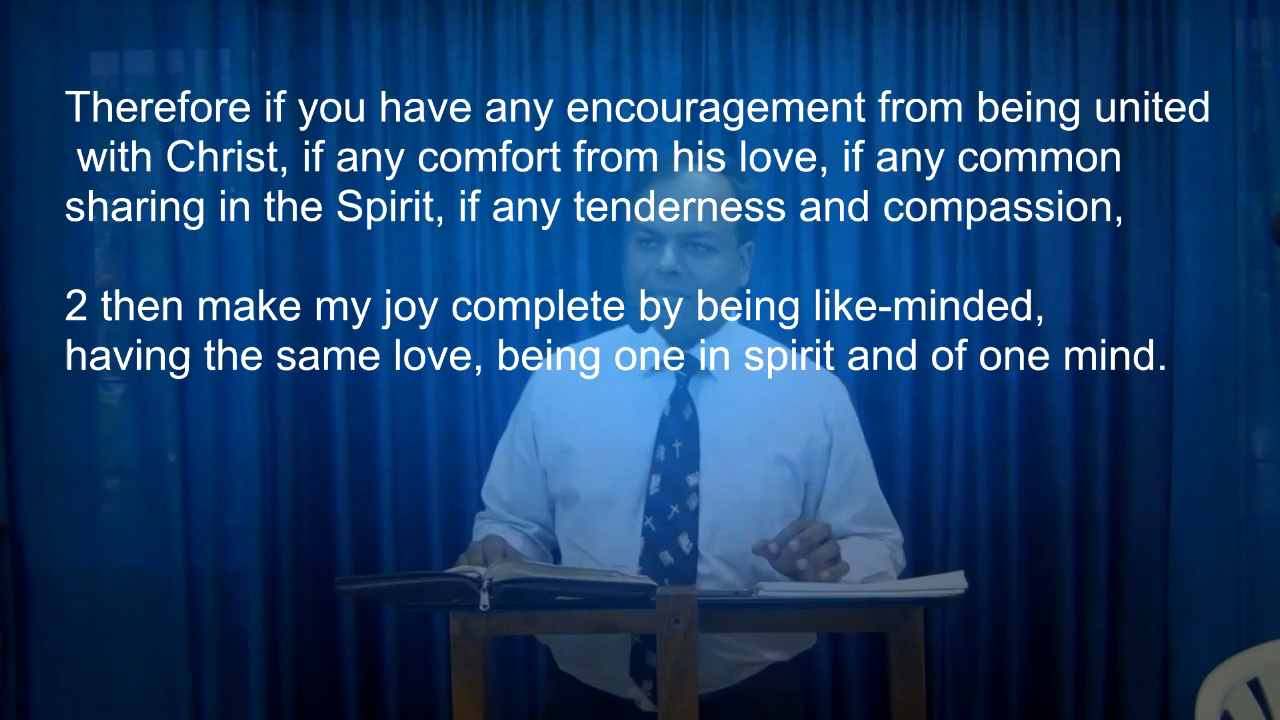 Therefore if you have any encouragement from being united
with Christ, if any comfort from his love, if any common
sharing in the Spirit, if any tenderness and compassion,
2 then make my joy complete by being like-minded,
having the same love, being one in spirit and of one mind.